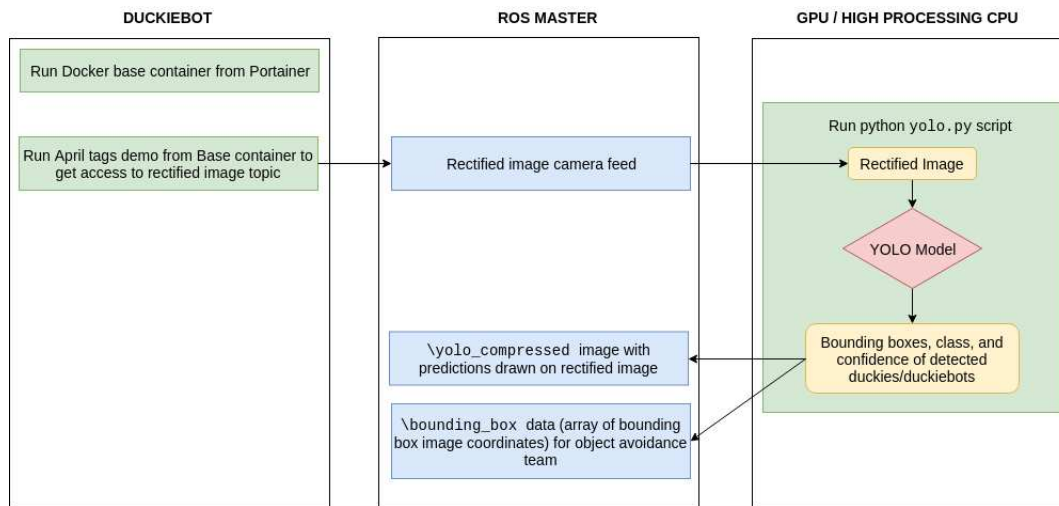 DUCKIEBOT
ROS MASTER
GPU / HIGH PROCESSING CPU
Run Docker base container from Portainer
Run April tags demo from Base container to
get access to rectified image topic
Rectified image camera feed
Run python yolo.py script
Rectified Image
YOLO Model
Bounding boxes, class, and
confidence of detected
duckies/duckiebots
\yolo_compressed image with
predictions drawn on rectified image
\bounding_box data (array of bounding
box image coordinates) for object avoidance
team